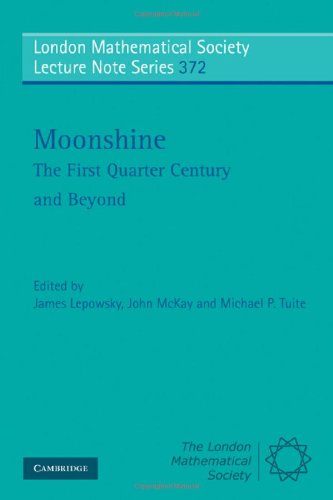 London Mathematical Society
Lecture Note Series 372
Moonshine
The First Quarter Century
and Beyond
Edited by
James Lepowsky, John McKay and Michael P. Tuite
CAMBRIDGE
The London
Mathematical
Society